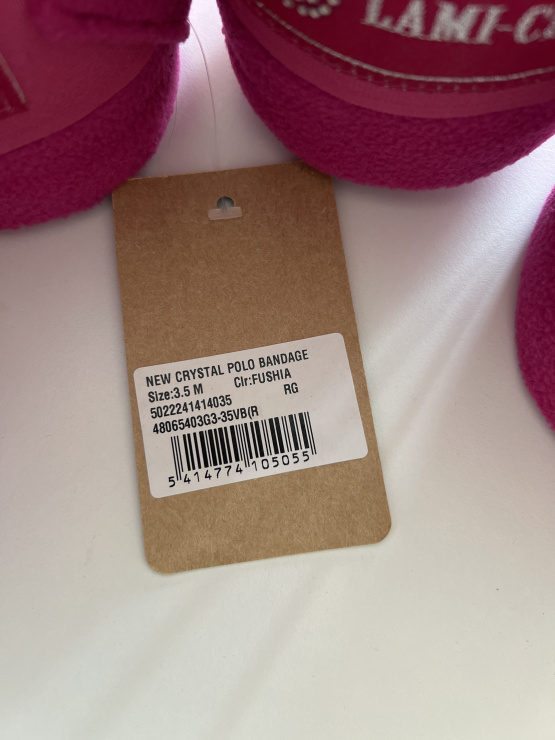 LAMI-C
NEW CRYSTAL POLO BANDAGE
Size:3.5 M Clr:FUSHIA
5022241414035 RG
48065403G3-35VB(R
5 414774 105055